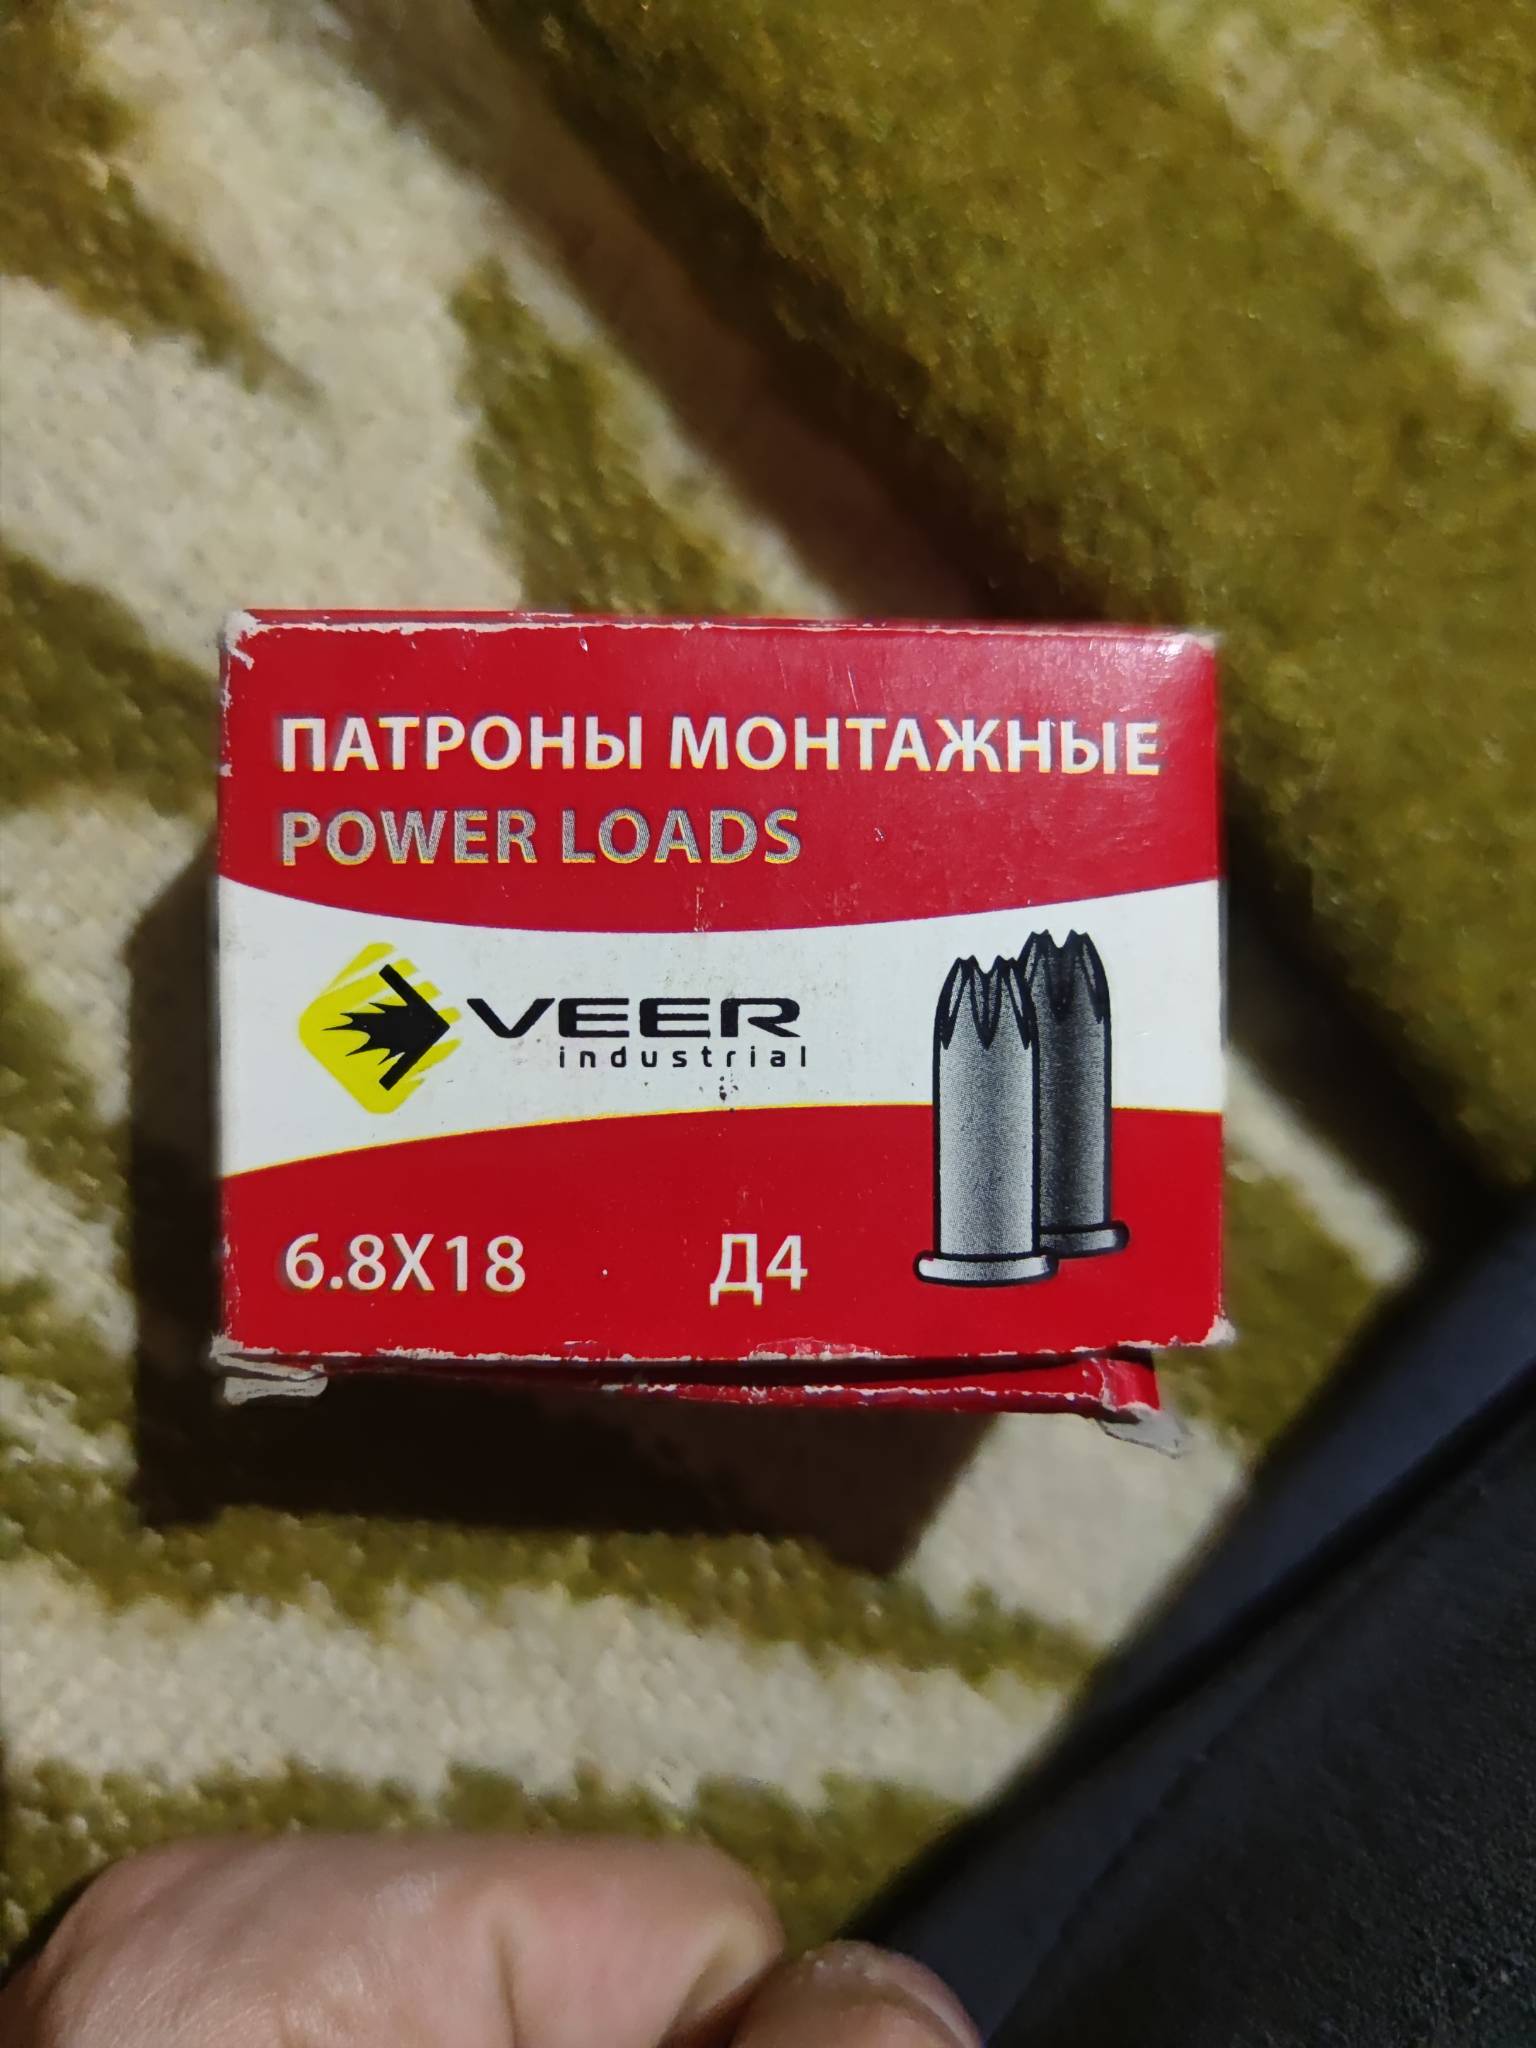 ПАТРОНЫ МОНТАЖНЫЕ
POWER LOADS
VEER
industrial
6.8X18 Д4